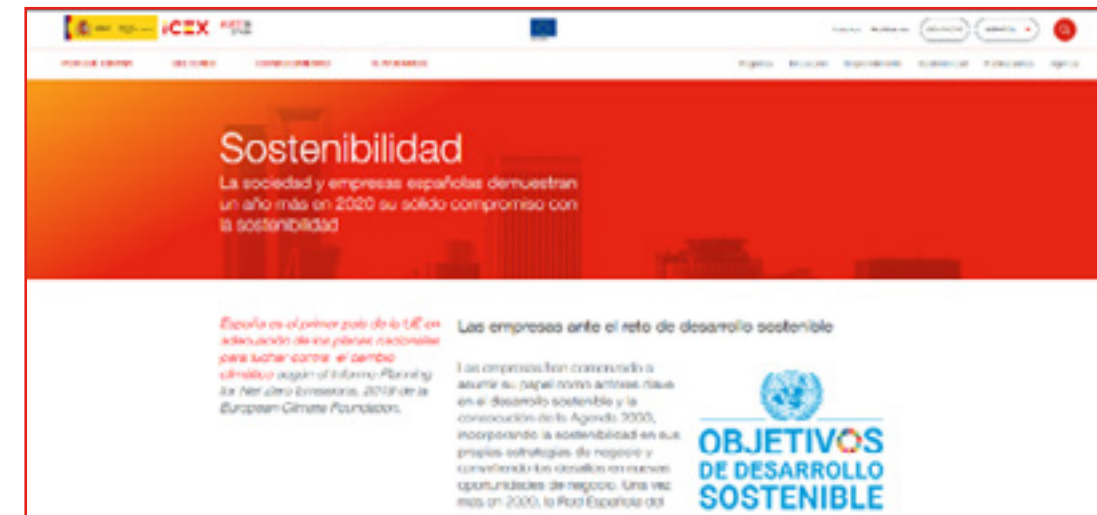 iCEX
Sostenibilidad
La sociedad y empresas españolas demuestran
un año más en 2020 su sólido compromiso con
la sostenibilidad
España es el primer país de la UE en
adecuación de los planes nacionales
para luchar contra el cambio
climático según el Informe Planning
for Net Zero Emissions, 2019 de la
European Climate Foundation.
Las empresas ante el reto de desarrollo sostenible
Las empresas han comenzado a
asumir su papel como actores clave
en el desarrollo sostenible y la
consecución de la Agenda 2030,
incorporando la sostenibilidad en sus
propias estrategias de negocio y
convirtiendo los desafíos en nuevas
oportunidades de negocio. Una vez
más en 2020, la Red Española del
OBJETIVOS
DE DESARROLLO
SOSTENIBLE